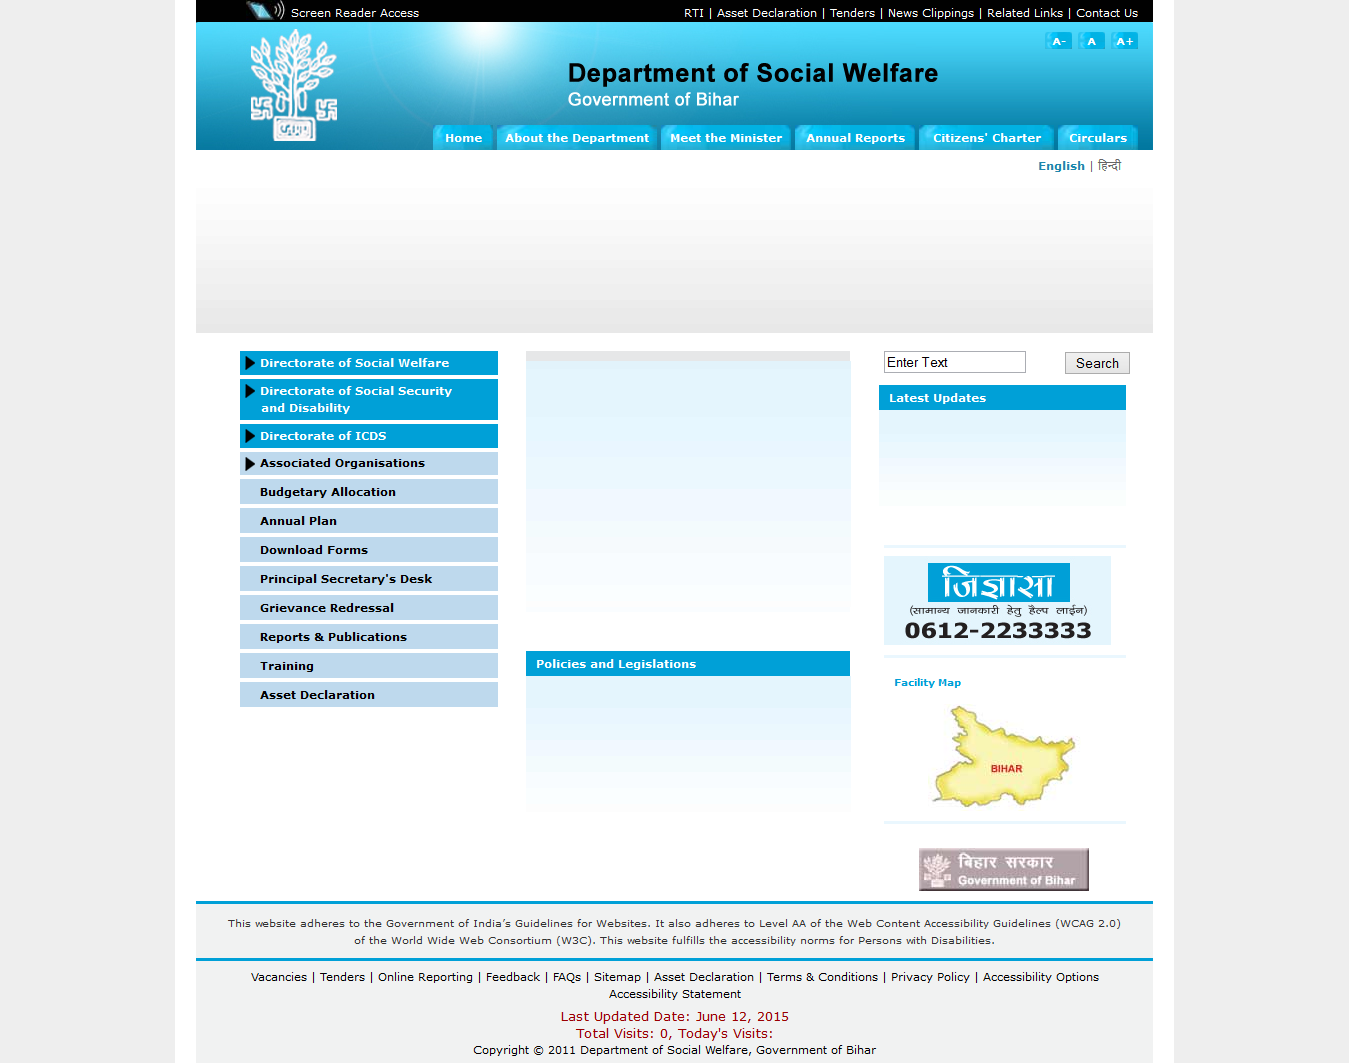 Screen Reader Access
RTI | Asset Declaration | Tenders | News Clippings | Related Links | Contact Us
A- A A+
Department of Social Welfare
Government of Bihar
Home About the Department Meet the Minister Annual Reports Citizens' Charter Circulars
English | हिन्दी
Directorate of Social Welfare
Directorate of Social Security
and Disability
Directorate of ICDS
Associated Organisations
Budgetary Allocation
Annual Plan
Download Forms
Principal Secretary's Desk
Grievance Redressal
Reports & Publications
Training
Asset Declaration
Policies and Legislations
Enter Text Search
Latest Updates
जिज्ञासा
(सामान्य जानकारी हेतु हैल्प लाईन)
0612-2233333
Facility Map
BIHAR
बिहार सरकार
Government of Bihar
This website adheres to the Government of India's Guidelines for Websites. It also adheres to Level AA of the Web Content Accessibility Guidelines (WCAG 2.0)
of the World Wide Web Consortium (W3C). This website fulfills the accessibility norms for Persons with Disabilities.
Vacancies | Tenders | Online Reporting | Feedback | FAQs | Sitemap | Asset Declaration | Terms & Conditions | Privacy Policy | Accessibility Options
Accessibility Statement
Last Updated Date: June 12, 2015
Total Visits: 0, Today's Visits:
Copyright © 2011 Department of Social Welfare, Government of Bihar